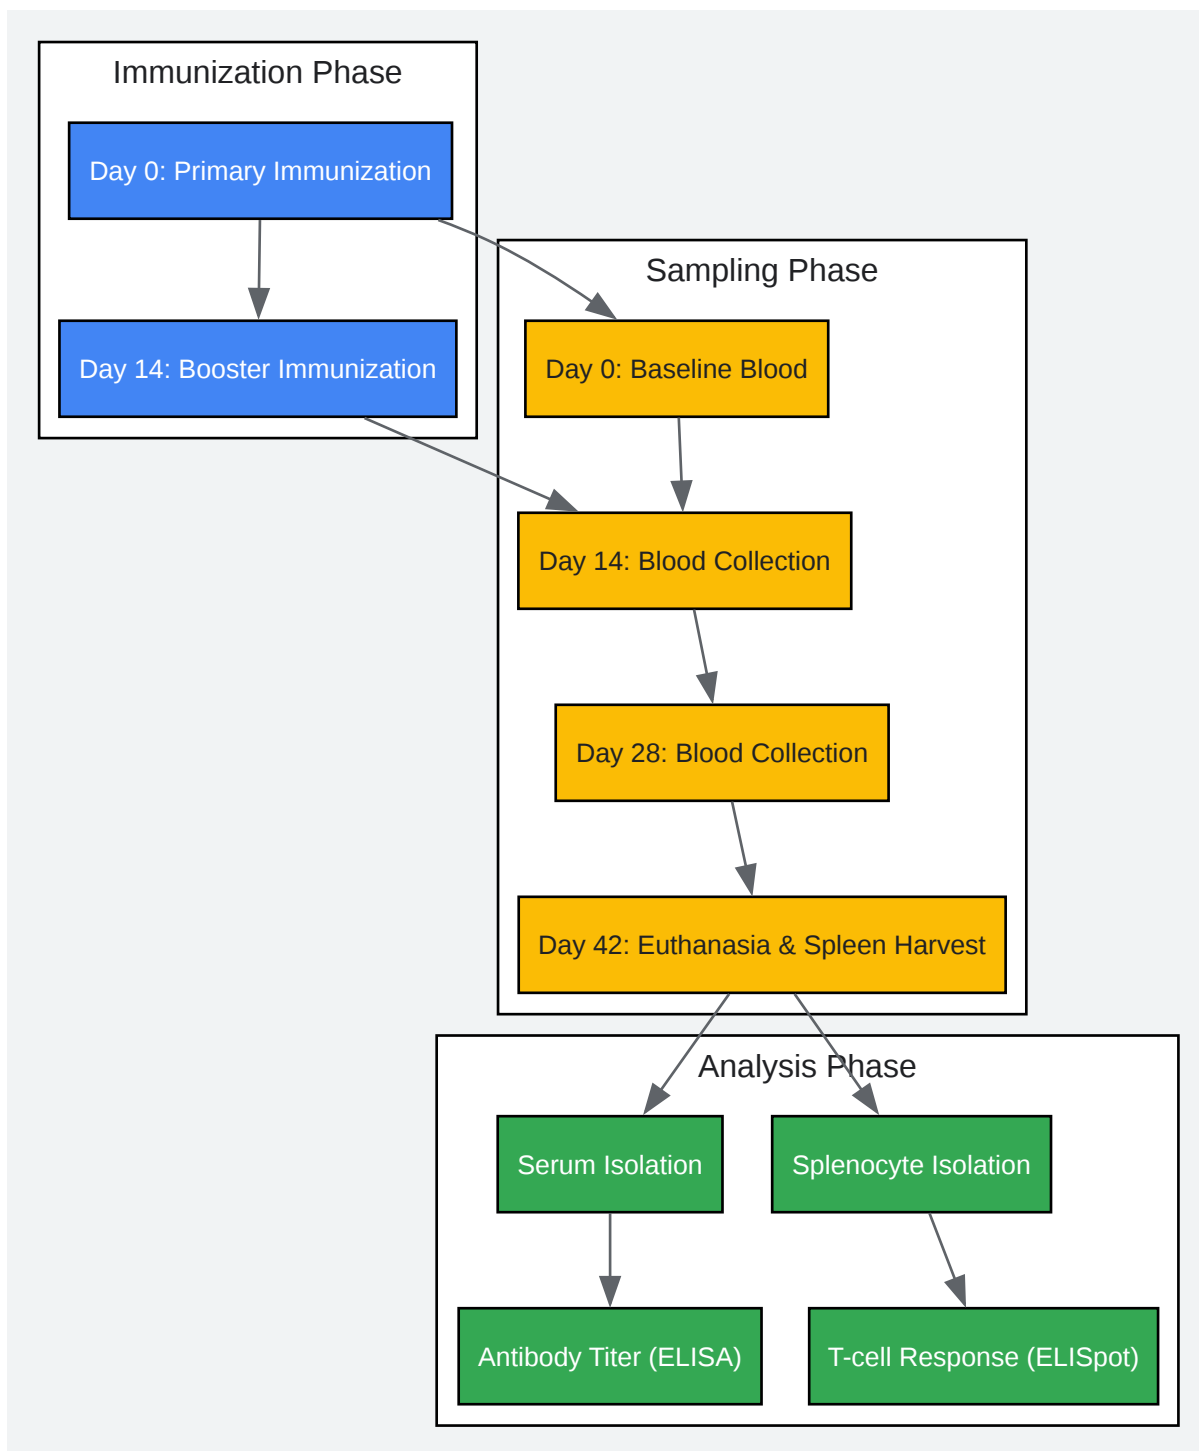 Immunization Phase
Day 0: Primary Immunization
Day 14: Booster Immunization
Sampling Phase
Day 0: Baseline Blood
Day 14: Blood Collection
Day 28: Blood Collection
Day 42: Euthanasia & Spleen Harvest
Analysis Phase
Serum Isolation
Splenocyte Isolation
Antibody Titer (ELISA)
T-cell Response (ELISpot)